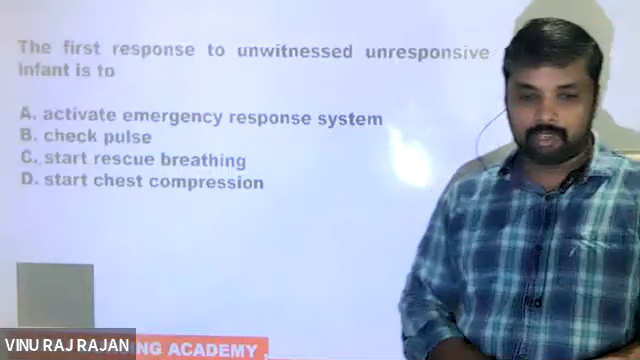 The first response to unwitnessed unresponsive
infant is to
A. activate emergency response system
B. check pulse
C. start rescue breathing
D. start chest compression
VINU RAJ RAJAN
ACADEMY